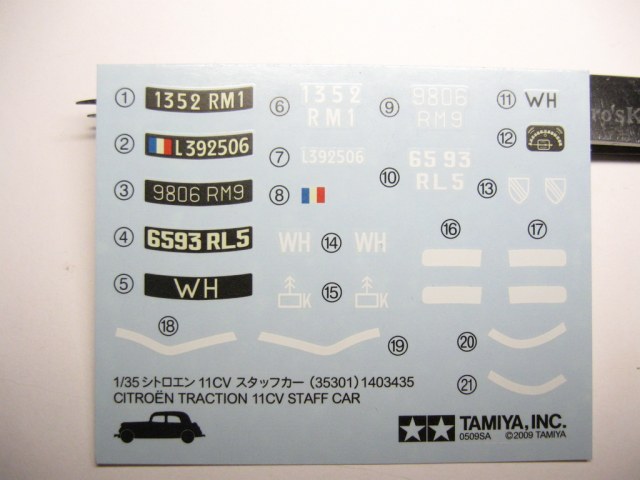 ① 1352 RM1
② L392506
③ 9806 RM9
④ 6593 RL5
⑤ WH
⑥ 1352
RM1
⑦ L392506
⑧
⑨ 9806
RM9
⑩ 6593
RL5
⑪ WH
⑫
⑬
WH ⑭ WH
K ⑮ K
⑯
⑰
⑱
⑲
⑳
㉑
1/35 シトロエン 11CV スタッフカー (35301) 1403435
CITROËN TRACTION 11CV STAFF CAR
TAMIYA, INC.
0509SA ©2009 TAMIYA